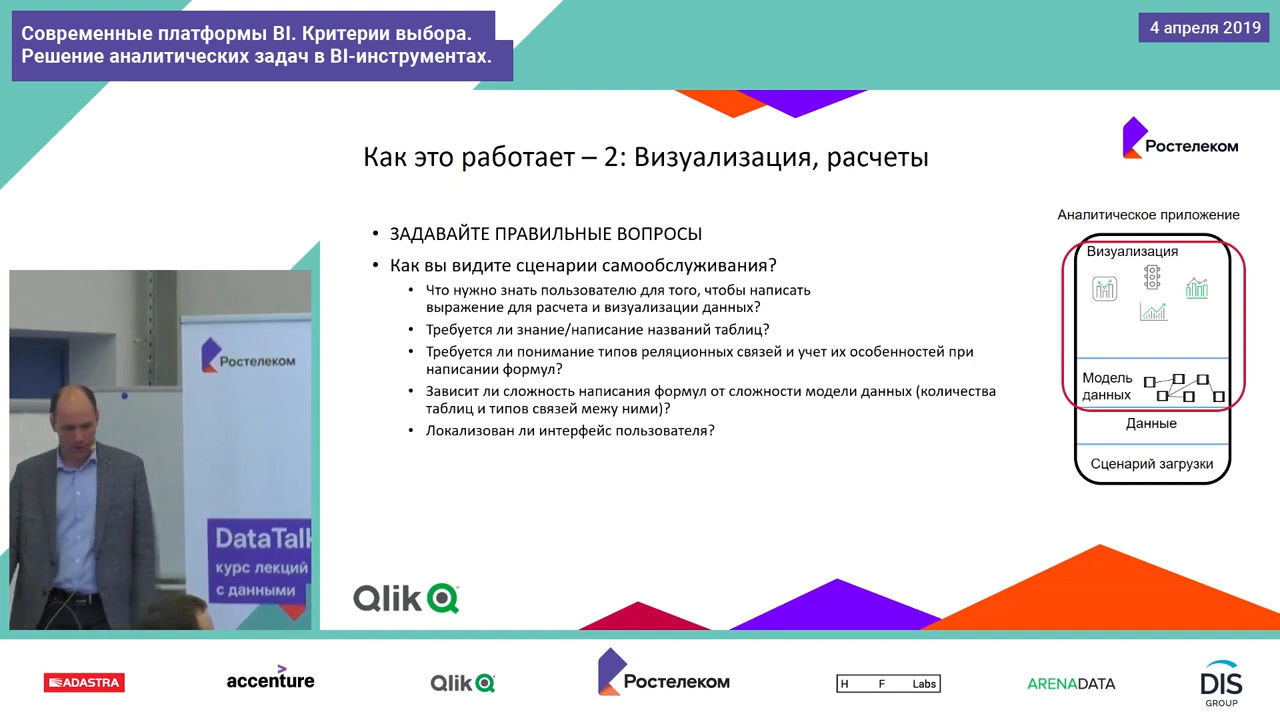 Современные платформы BI. Критерии выбора.
Решение аналитических задач в BI-инструментах.
4 апреля 2019
Как это работает – 2: Визуализация, расчеты
Ростелеком
• ЗАДАВАЙТЕ ПРАВИЛЬНЫЕ ВОПРОСЫ
• Как вы видите сценарии самообслуживания?
• Что нужно знать пользователю для того, чтобы написать
выражение для расчета и визуализации данных?
• Требуется ли знание/написание названий таблиц?
• Требуется ли понимание типов реляционных связей и учет их особенностей при
написании формул?
• Зависит ли сложность написания формул от сложности модели данных (количества
таблиц и типов связей межу ними)?
• Локализован ли интерфейс пользователя?
Аналитическое приложение
Визуализация
Модель
данных
Данные
Сценарий загрузки
Ростелеком
DataTalk
курс лекций
с данными
Qlik
ADASTRA
accenture
Qlik
Ростелеком
H F Labs
ARENADATA
DIS
GROUP